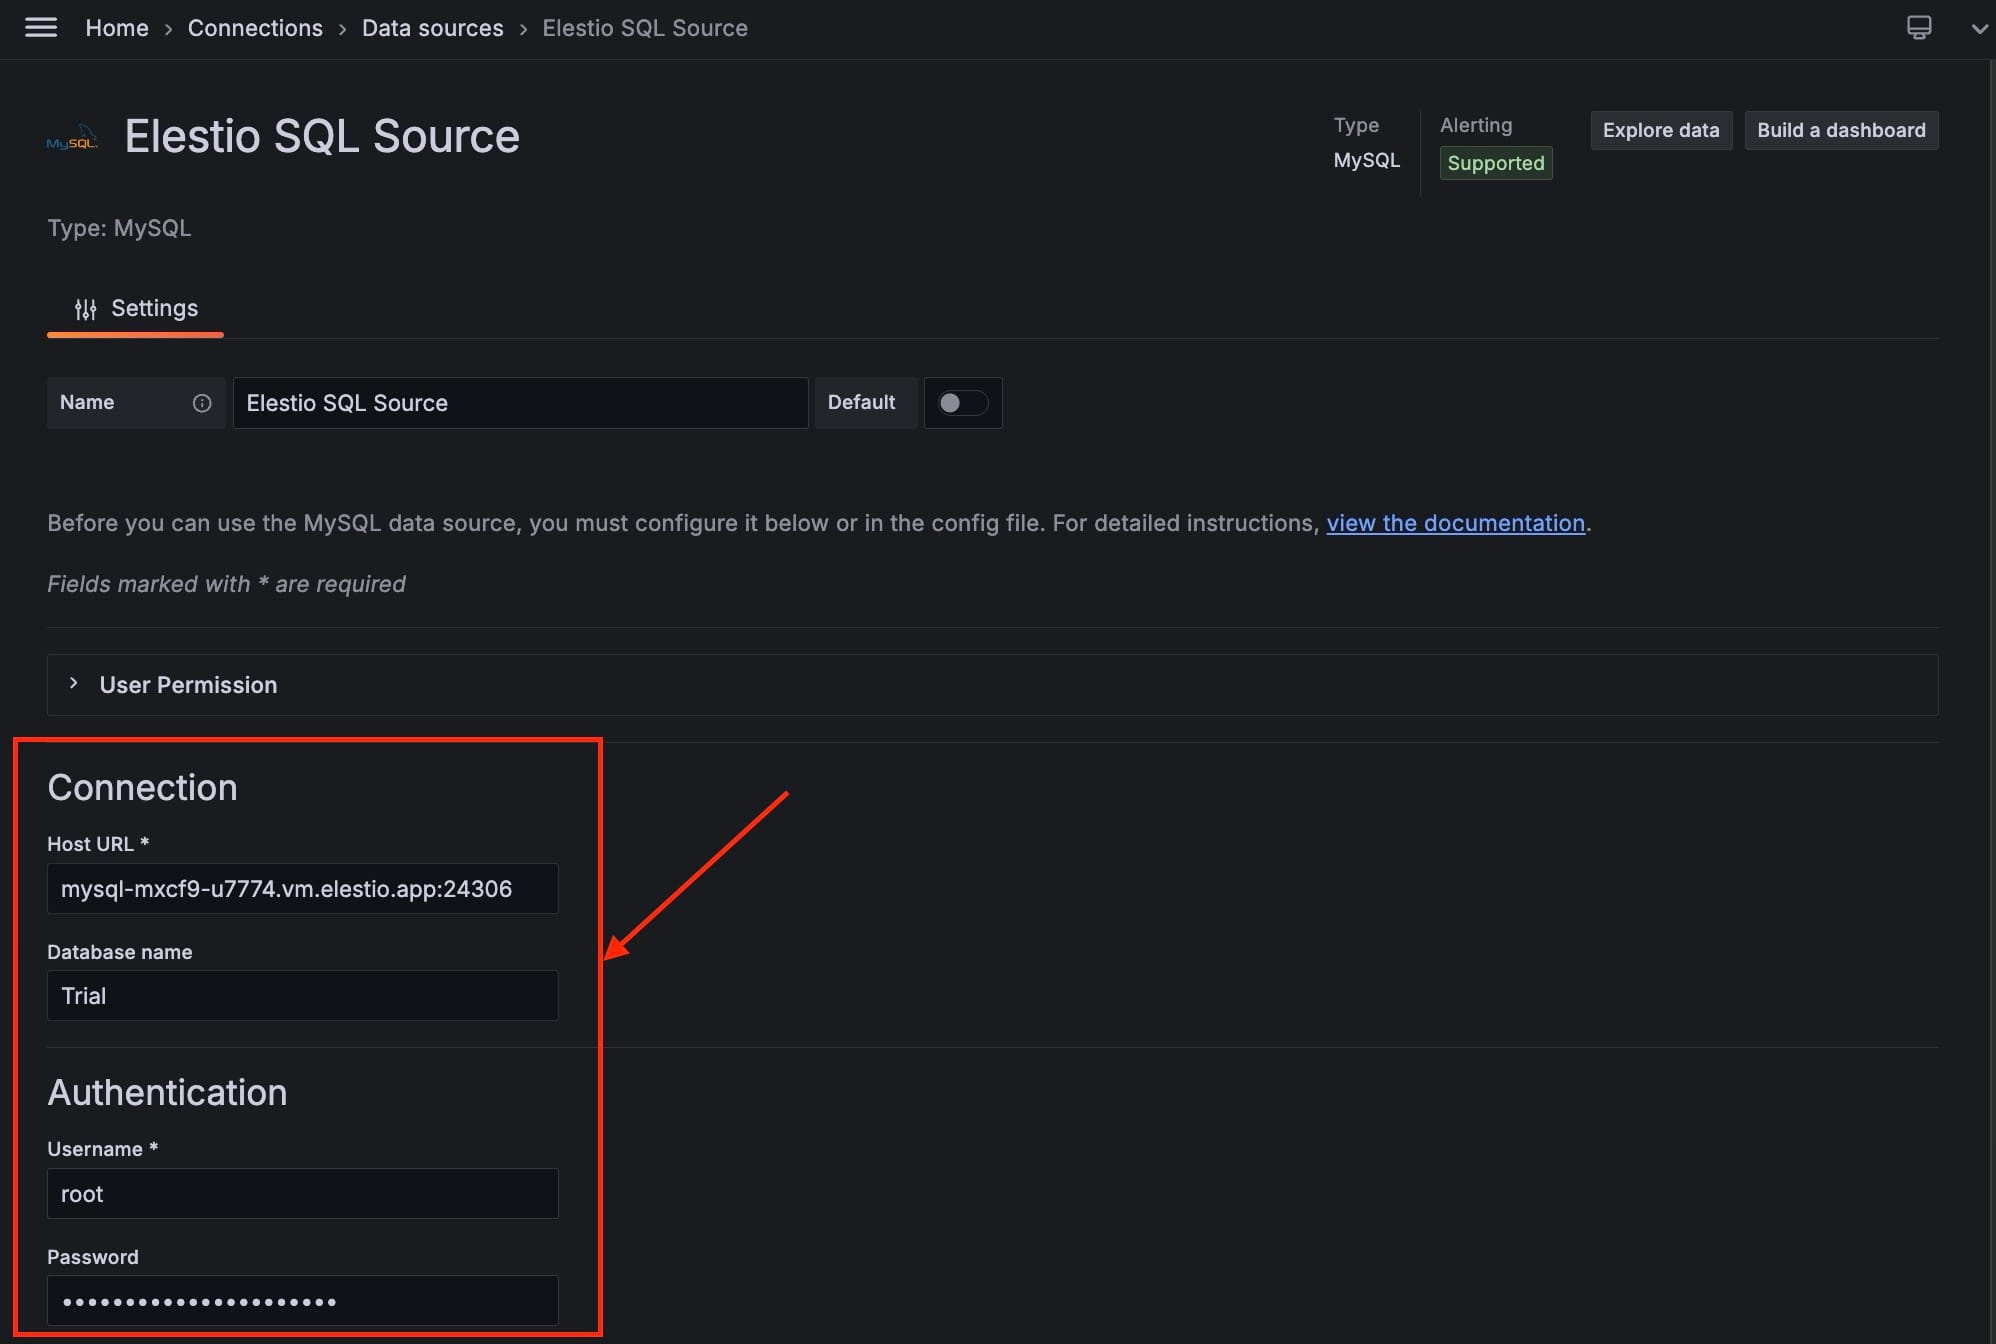 Home › Connections › Data sources › Elestio SQL Source
MySQL. Elestio SQL Source
Type
MySQL
Alerting
Supported
Explore data
Build a dashboard
Type: MySQL
Settings
Name Elestio SQL Source Default
Before you can use the MySQL data source, you must configure it below or in the config file. For detailed instructions, view the documentation.
Fields marked with * are required
User Permission
Connection
Host URL *
mysql-mxcf9-u7774.vm.elestio.app:24306
Database name
Trial
Authentication
Username *
root
Password
••••••••••••••••••••••